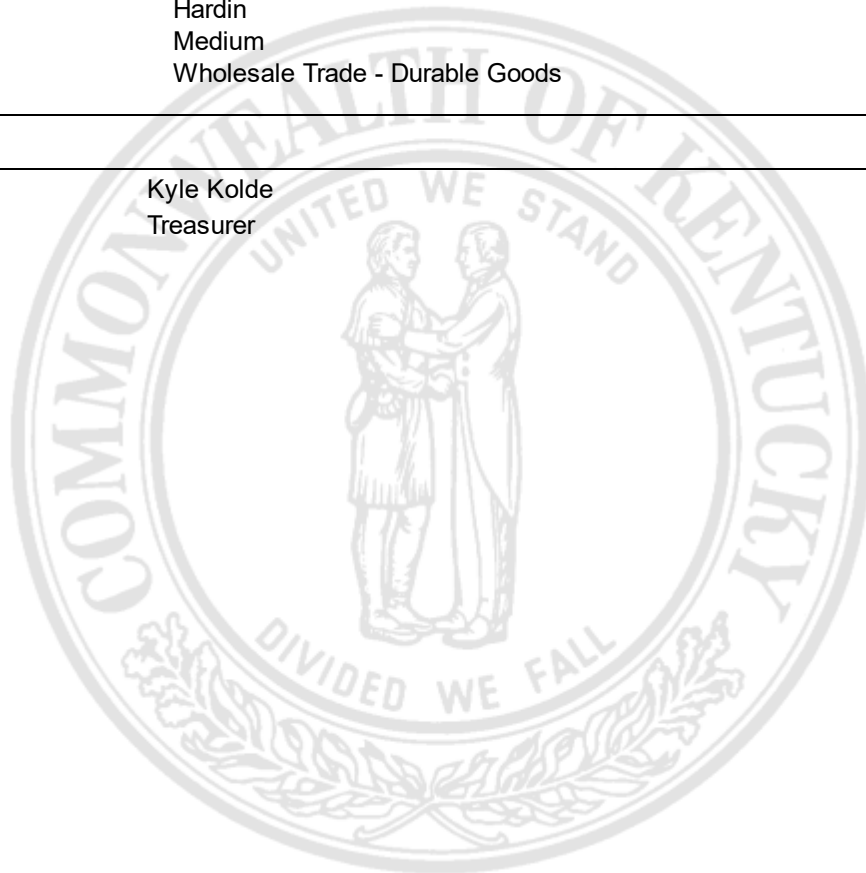 Hardin
Medium
Wholesale Trade - Durable Goods
Kyle Kolde
Treasurer
COMMONWEALTH OF KENTUCKY
UNITED WE STAND
DIVIDED WE FALL